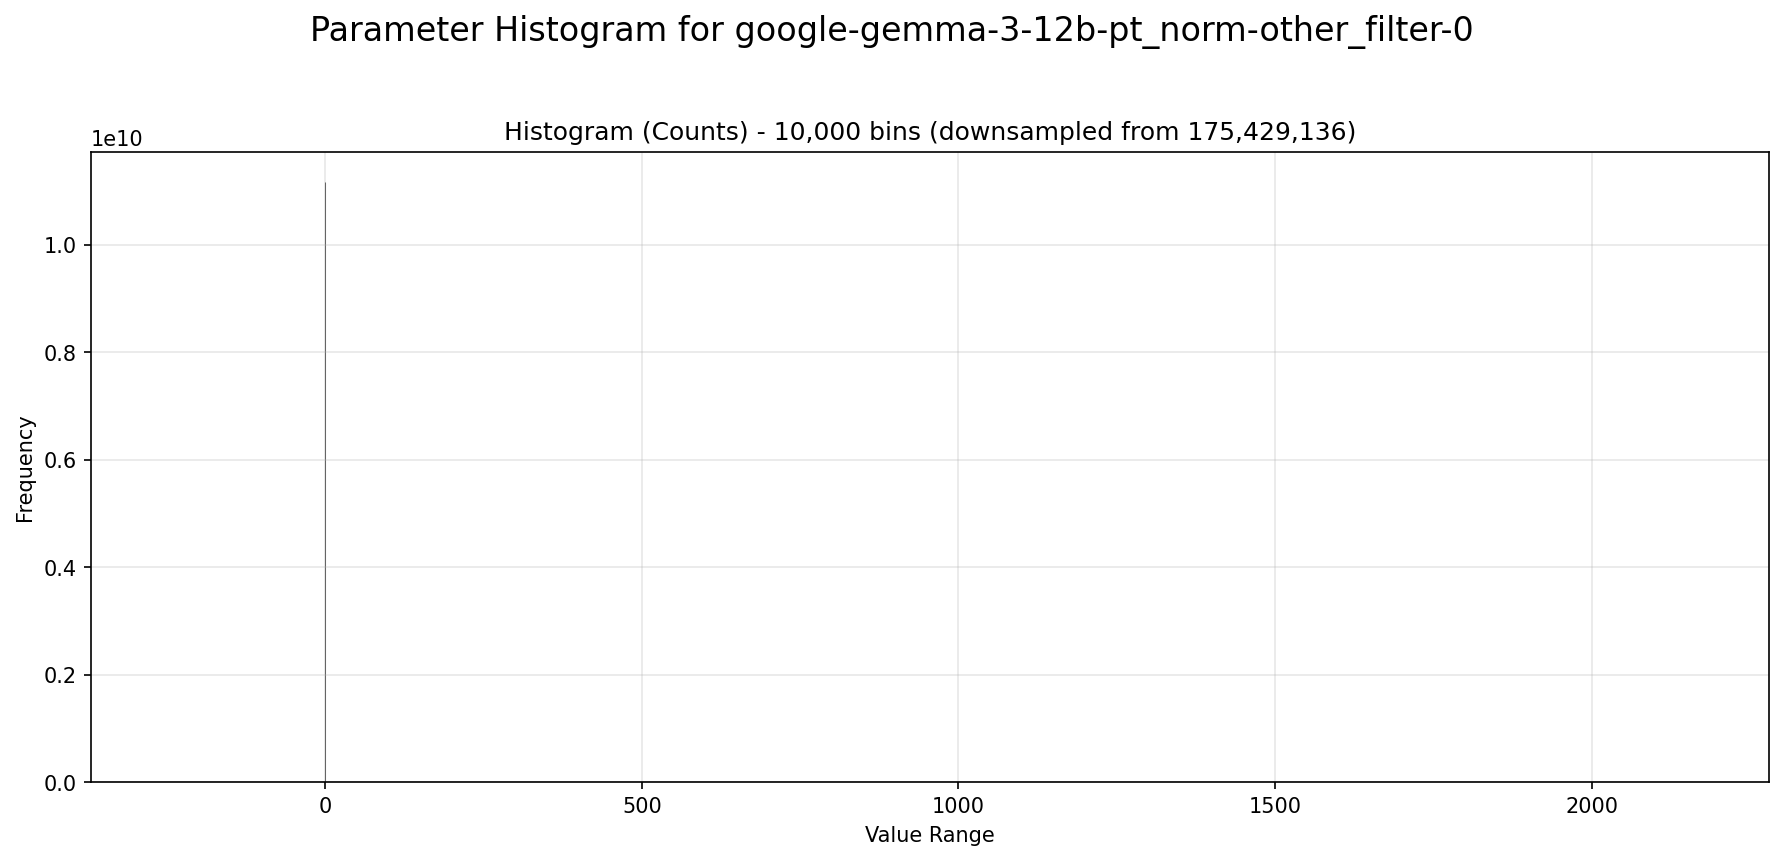 Parameter Histogram for google-gemma-3-12b-pt_norm-other_filter-0
Histogram (Counts) - 10,000 bins (downsampled from 175,429,136)
1e10
1.0
0.8
0.6
0.4
0.2
0.0
Frequency
0 500 1000 1500 2000
Value Range